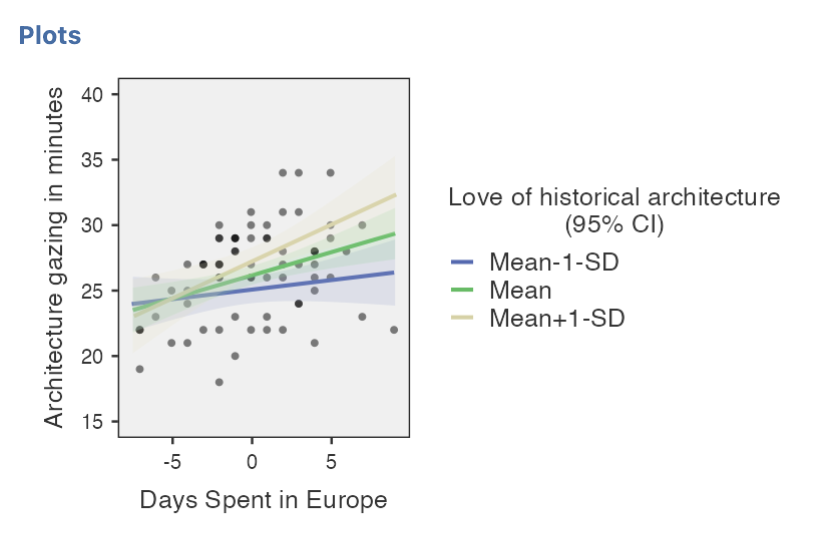 Plots
Architecture gazing in minutes
40
35
30
25
20
15
-5
0
5
Days Spent in Europe
Love of historical architecture
(95% CI)
Mean-1-SD
Mean
Mean+1-SD